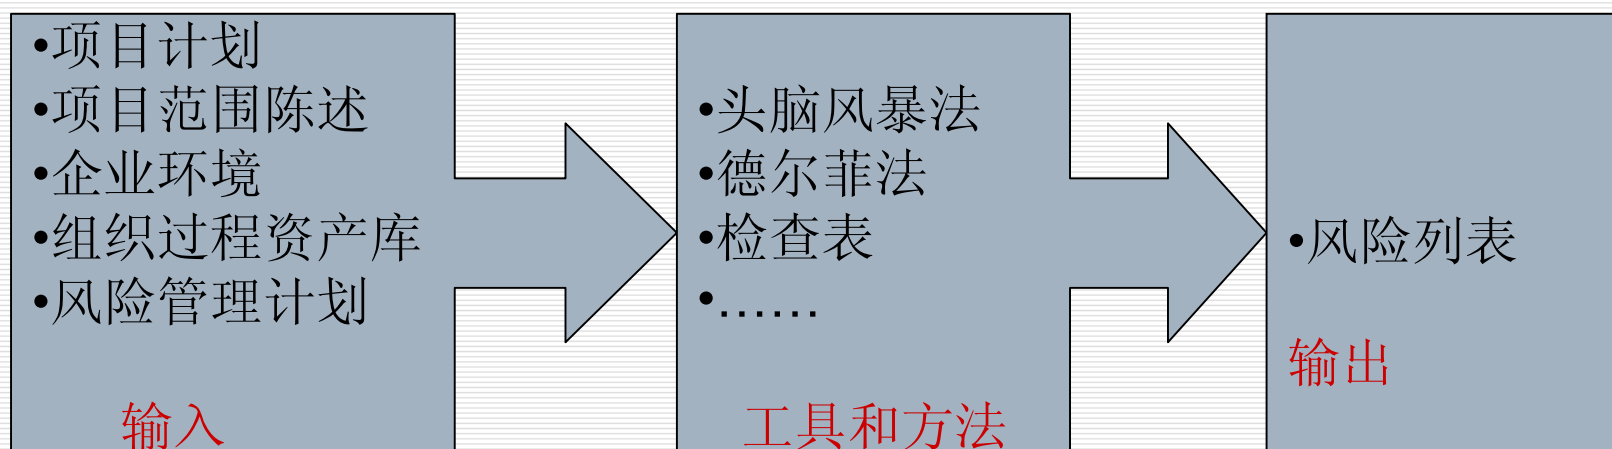 •项目计划
•项目范围陈述
•企业环境
•组织过程资产库
•风险管理计划
输入
•头脑风暴法
•德尔菲法
•检查表
•……
工具和方法
•风险列表
输出